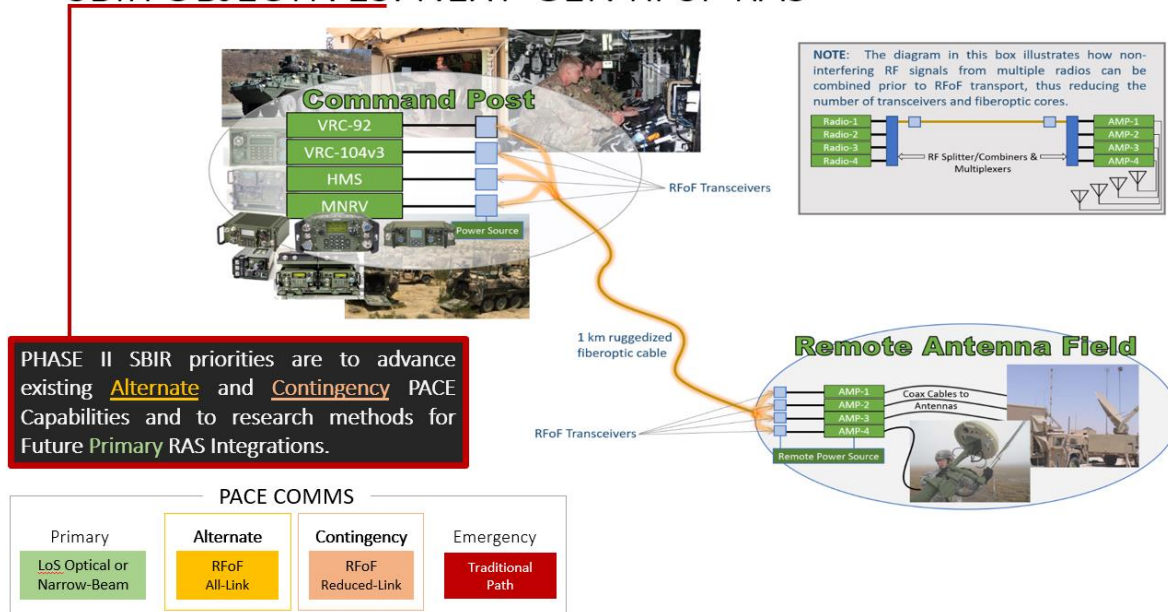 SBIR OBJECTIVES: NEXT-GEN RFoF RAS
NOTE: The diagram in this box illustrates how non-
interfering RF signals from multiple radios can be
combined prior to RFoF transport, thus reducing the
number of transceivers and fiberoptic cores.
Radio-1
Radio-2
Radio-3
Radio-4
RF Splitter/Combiners &
Multiplexers
AMP-1
AMP-2
AMP-3
AMP-4
Command Post
VRC-92
VRC-104v3
HMS
MNRV
Power Source
RFoF Transceivers
1 km ruggedized
fiberoptic cable
Remote Antenna Field
AMP-1
AMP-2
AMP-3
AMP-4
Coax Cables to
Antennas
RFoF Transceivers
Remote Power Source
PHASE II SBIR priorities are to advance
existing Alternate and Contingency PACE
Capabilities and to research methods for
Future Primary RAS Integrations.
PACE COMMS
Primary
LoS Optical or
Narrow-Beam
Alternate
RFoF
All-Link
Contingency
RFoF
Reduced-Link
Emergency
Traditional
Path